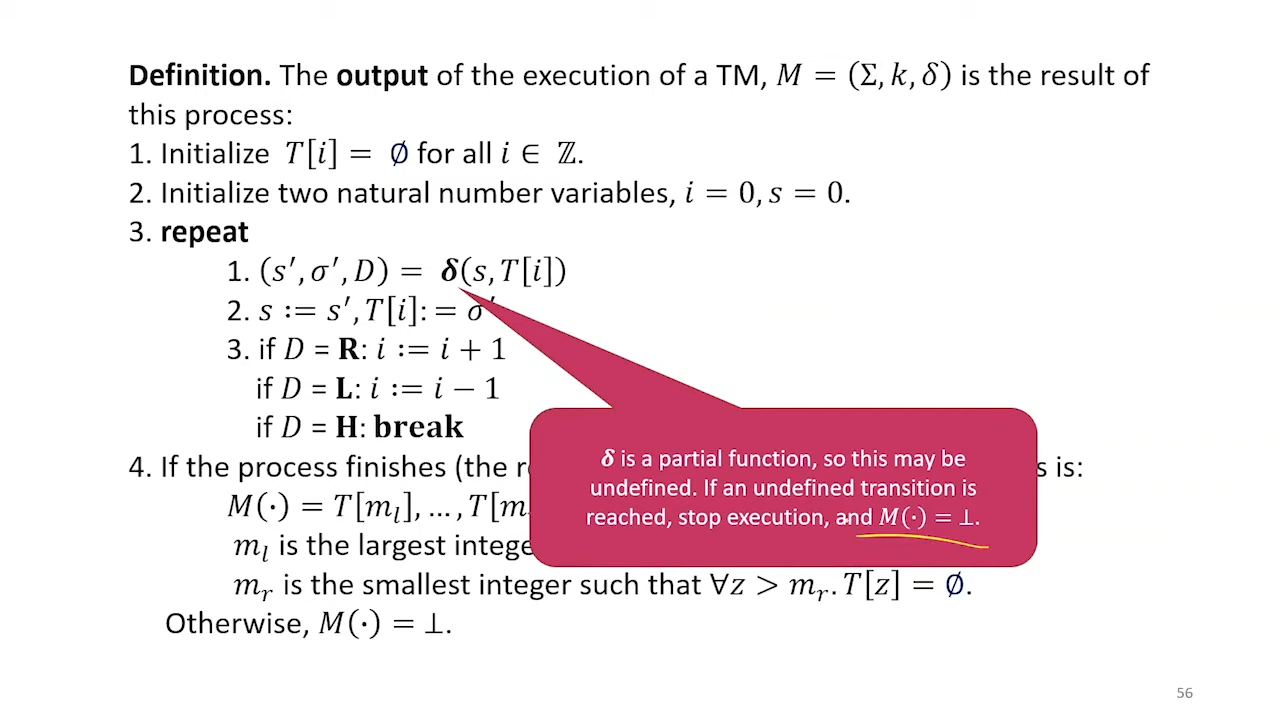 Definition. The output of the execution of a TM, M = (Σ, k, δ) is the result of
this process:
1. Initialize T[i] = ∅ for all i ∈ ℤ.
2. Initialize two natural number variables, i = 0, s = 0.
3. repeat
1. (s′, σ′, D) = δ(s, T[i])
2. s := s′, T[i]: = σ′
3. if D = R: i := i + 1
if D = L: i := i − 1
if D = H: break
4. If the process finishes (the s is:
M(·) = T[m_l], … , T[
m_l is the largest
m_r is the smallest integer such that ∀z > m_r. T[z] = ∅.
Otherwise, M(·) = ⊥.
δ is a partial function, so this may be
undefined. If an undefined transition is
reached, stop execution, and M(·) = ⊥.
56